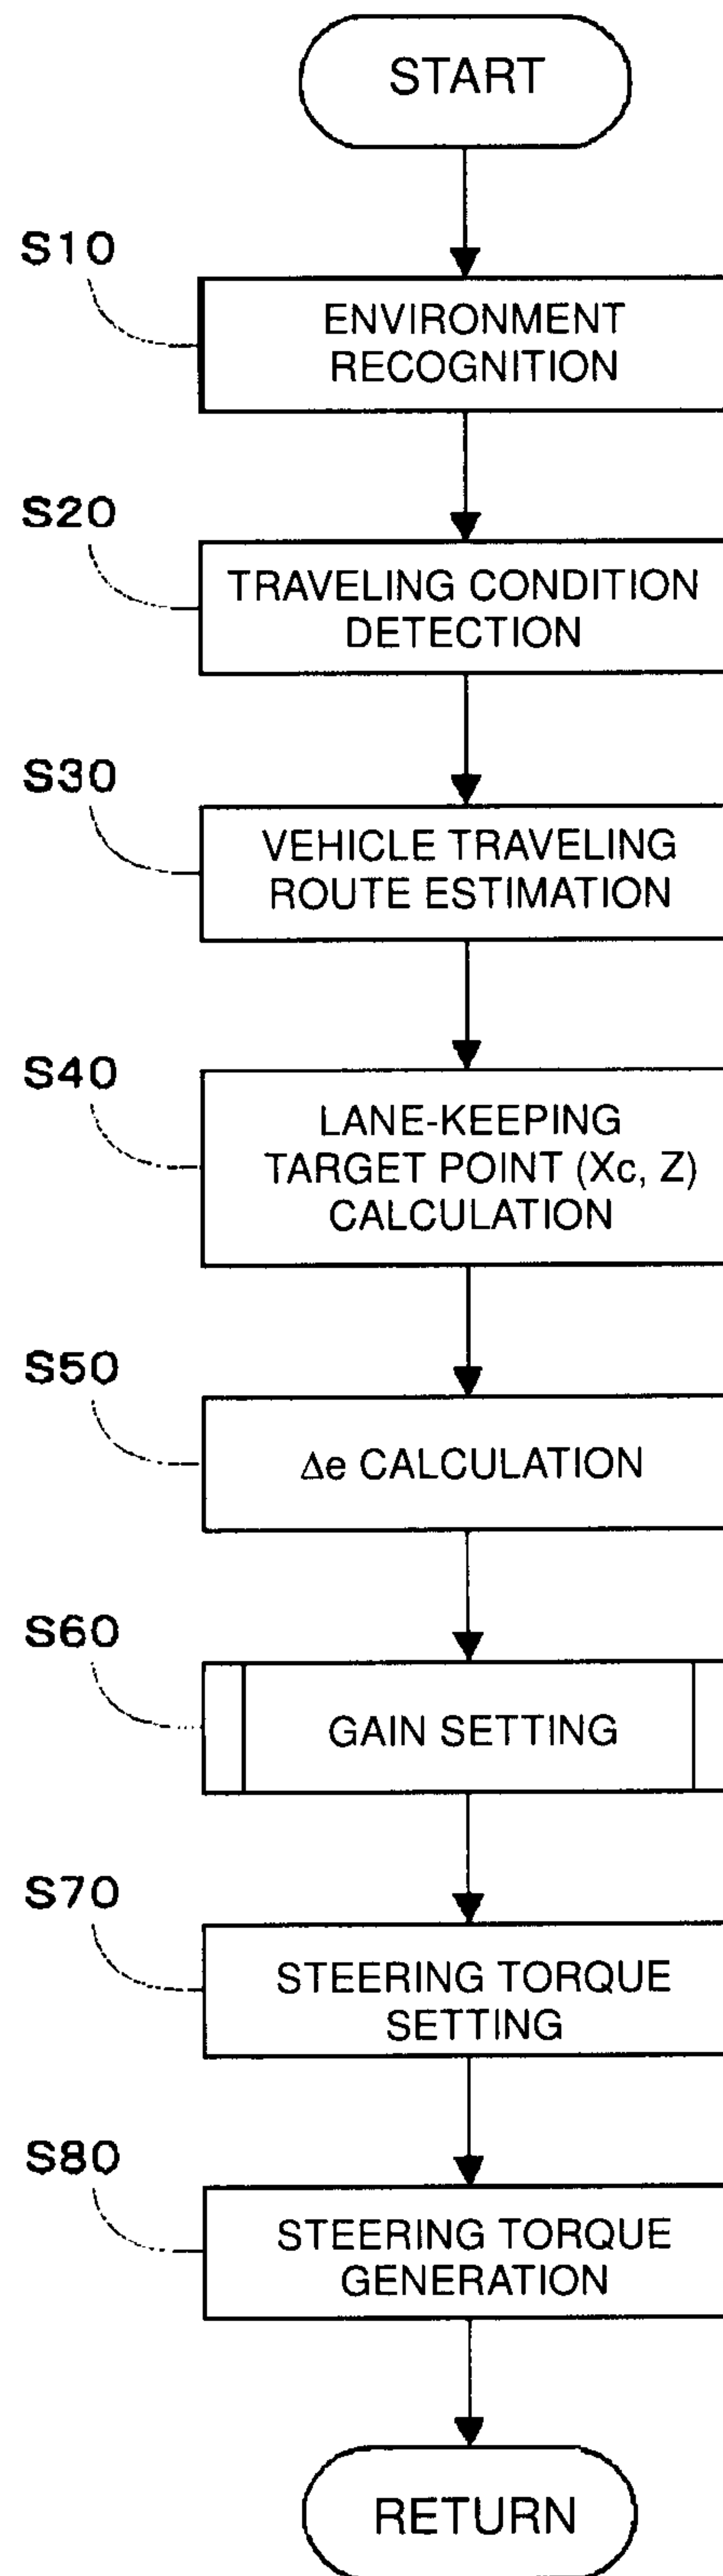 START
S10
ENVIRONMENT
RECOGNITION
S20
TRAVELING CONDITION
DETECTION
S30
VEHICLE TRAVELING
ROUTE ESTIMATION
S40
LANE-KEEPING
TARGET POINT (Xc, Z)
CALCULATION
S50
Δe CALCULATION
S60
GAIN SETTING
S70
STEERING TORQUE
SETTING
S80
STEERING TORQUE
GENERATION
RETURN